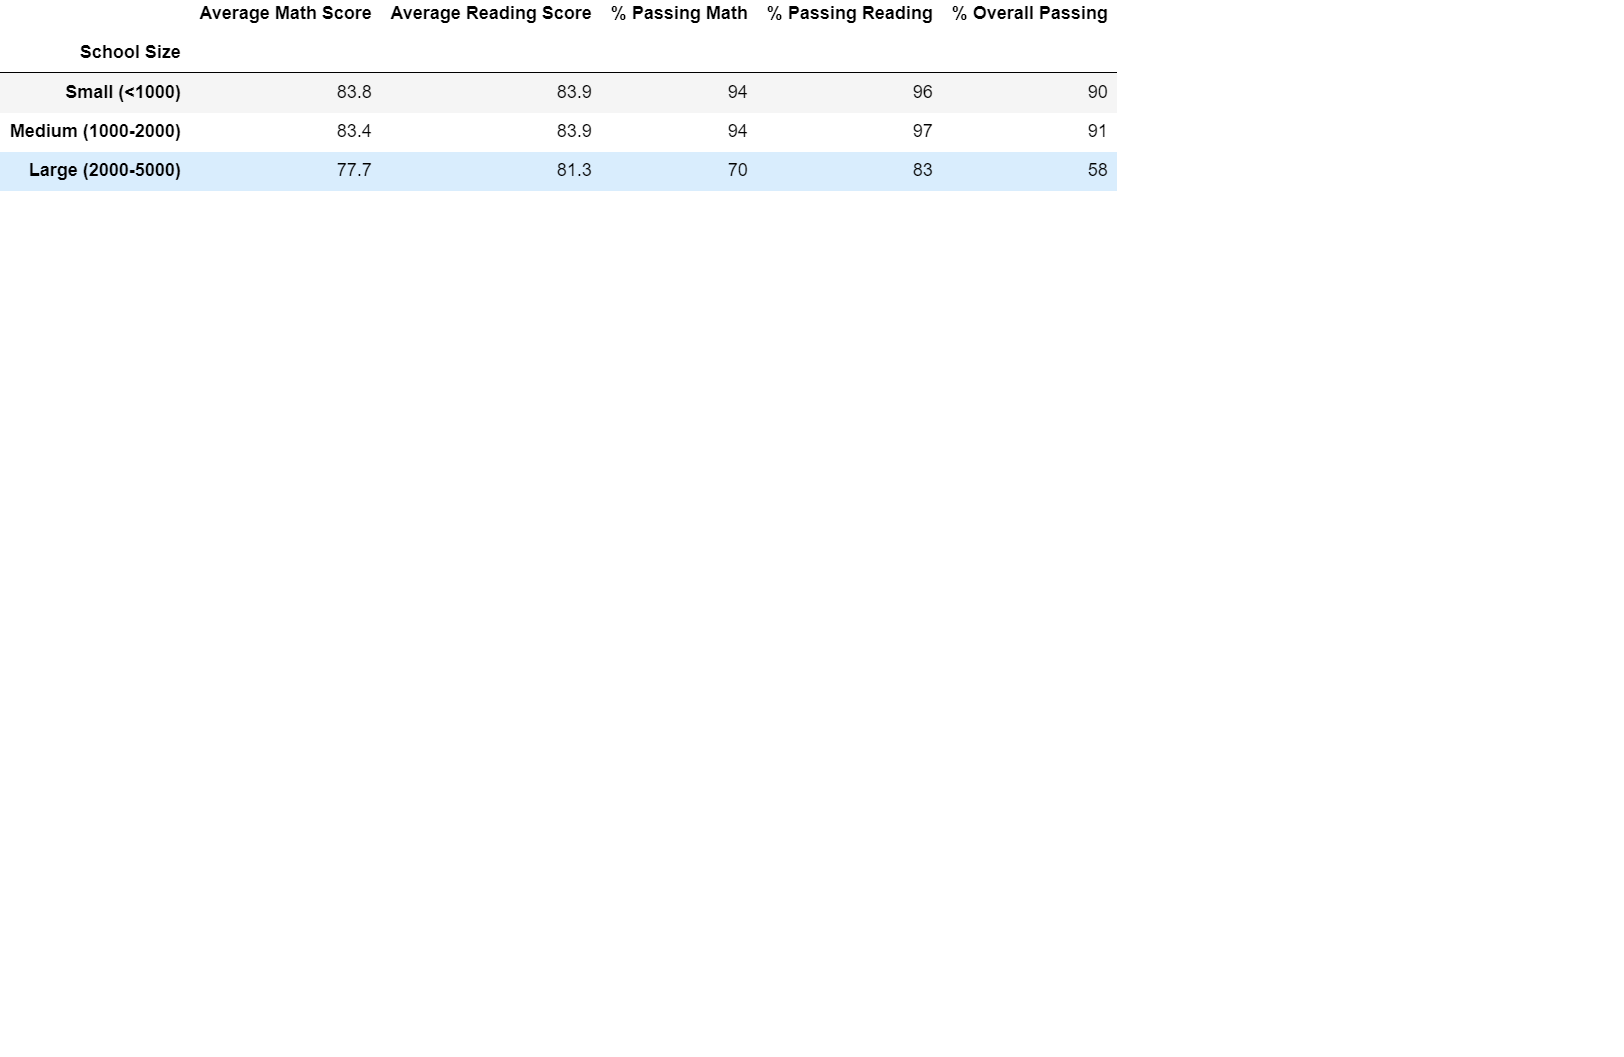 Average Math Score Average Reading Score % Passing Math % Passing Reading % Overall Passing
School Size
Small (<1000) 83.8 83.9 94 96 90
Medium (1000-2000) 83.4 83.9 94 97 91
Large (2000-5000) 77.7 81.3 70 83 58